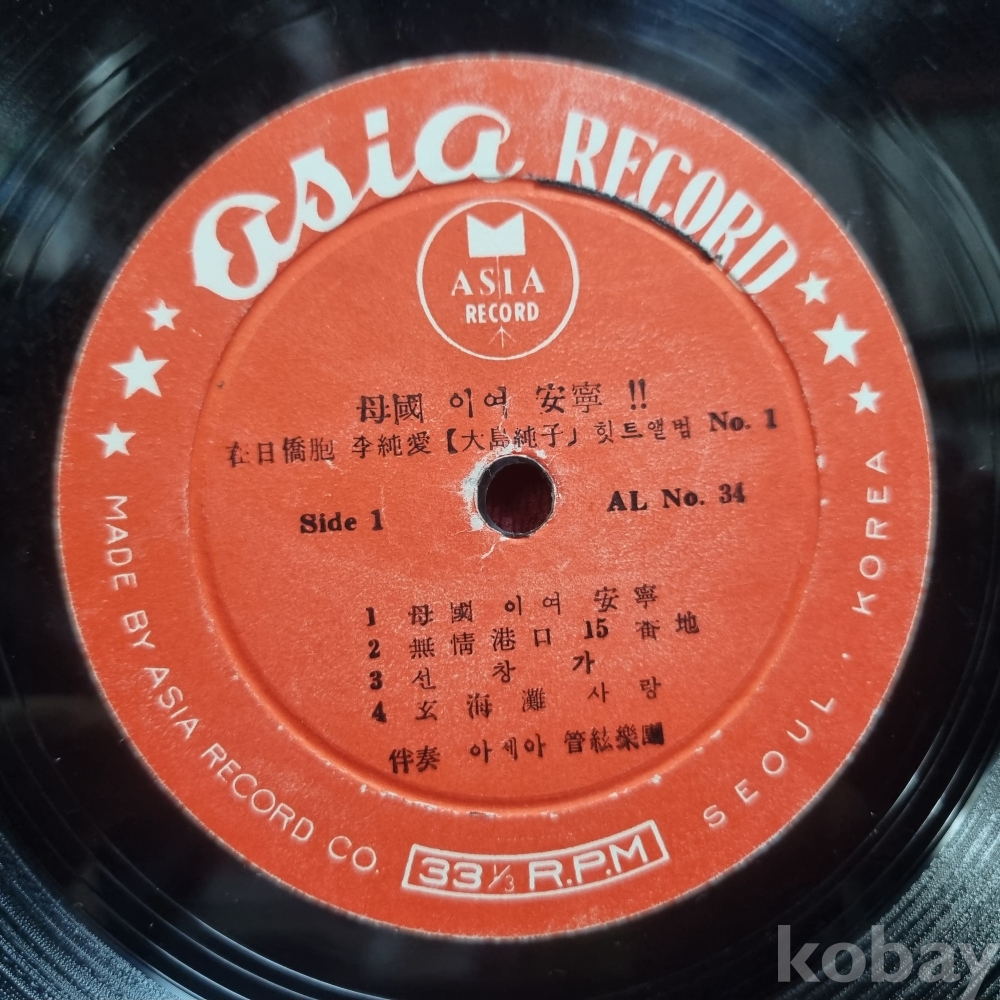 asia RECORD
ASIA
RECORD
母國 이여 安寧 !!
在日僑胞 李純愛【大島純子」힛트앨범 No. 1
Side 1
AL No. 34
1 母國 이여 安寧
2 無情港口 15 番地
3 선창가
4 玄海灘 사랑
伴奏 아세아 管絃樂團
MADE BY ASIA RECORD CO.
33⅓ R.P.M
SEOUL. KOREA
kobay